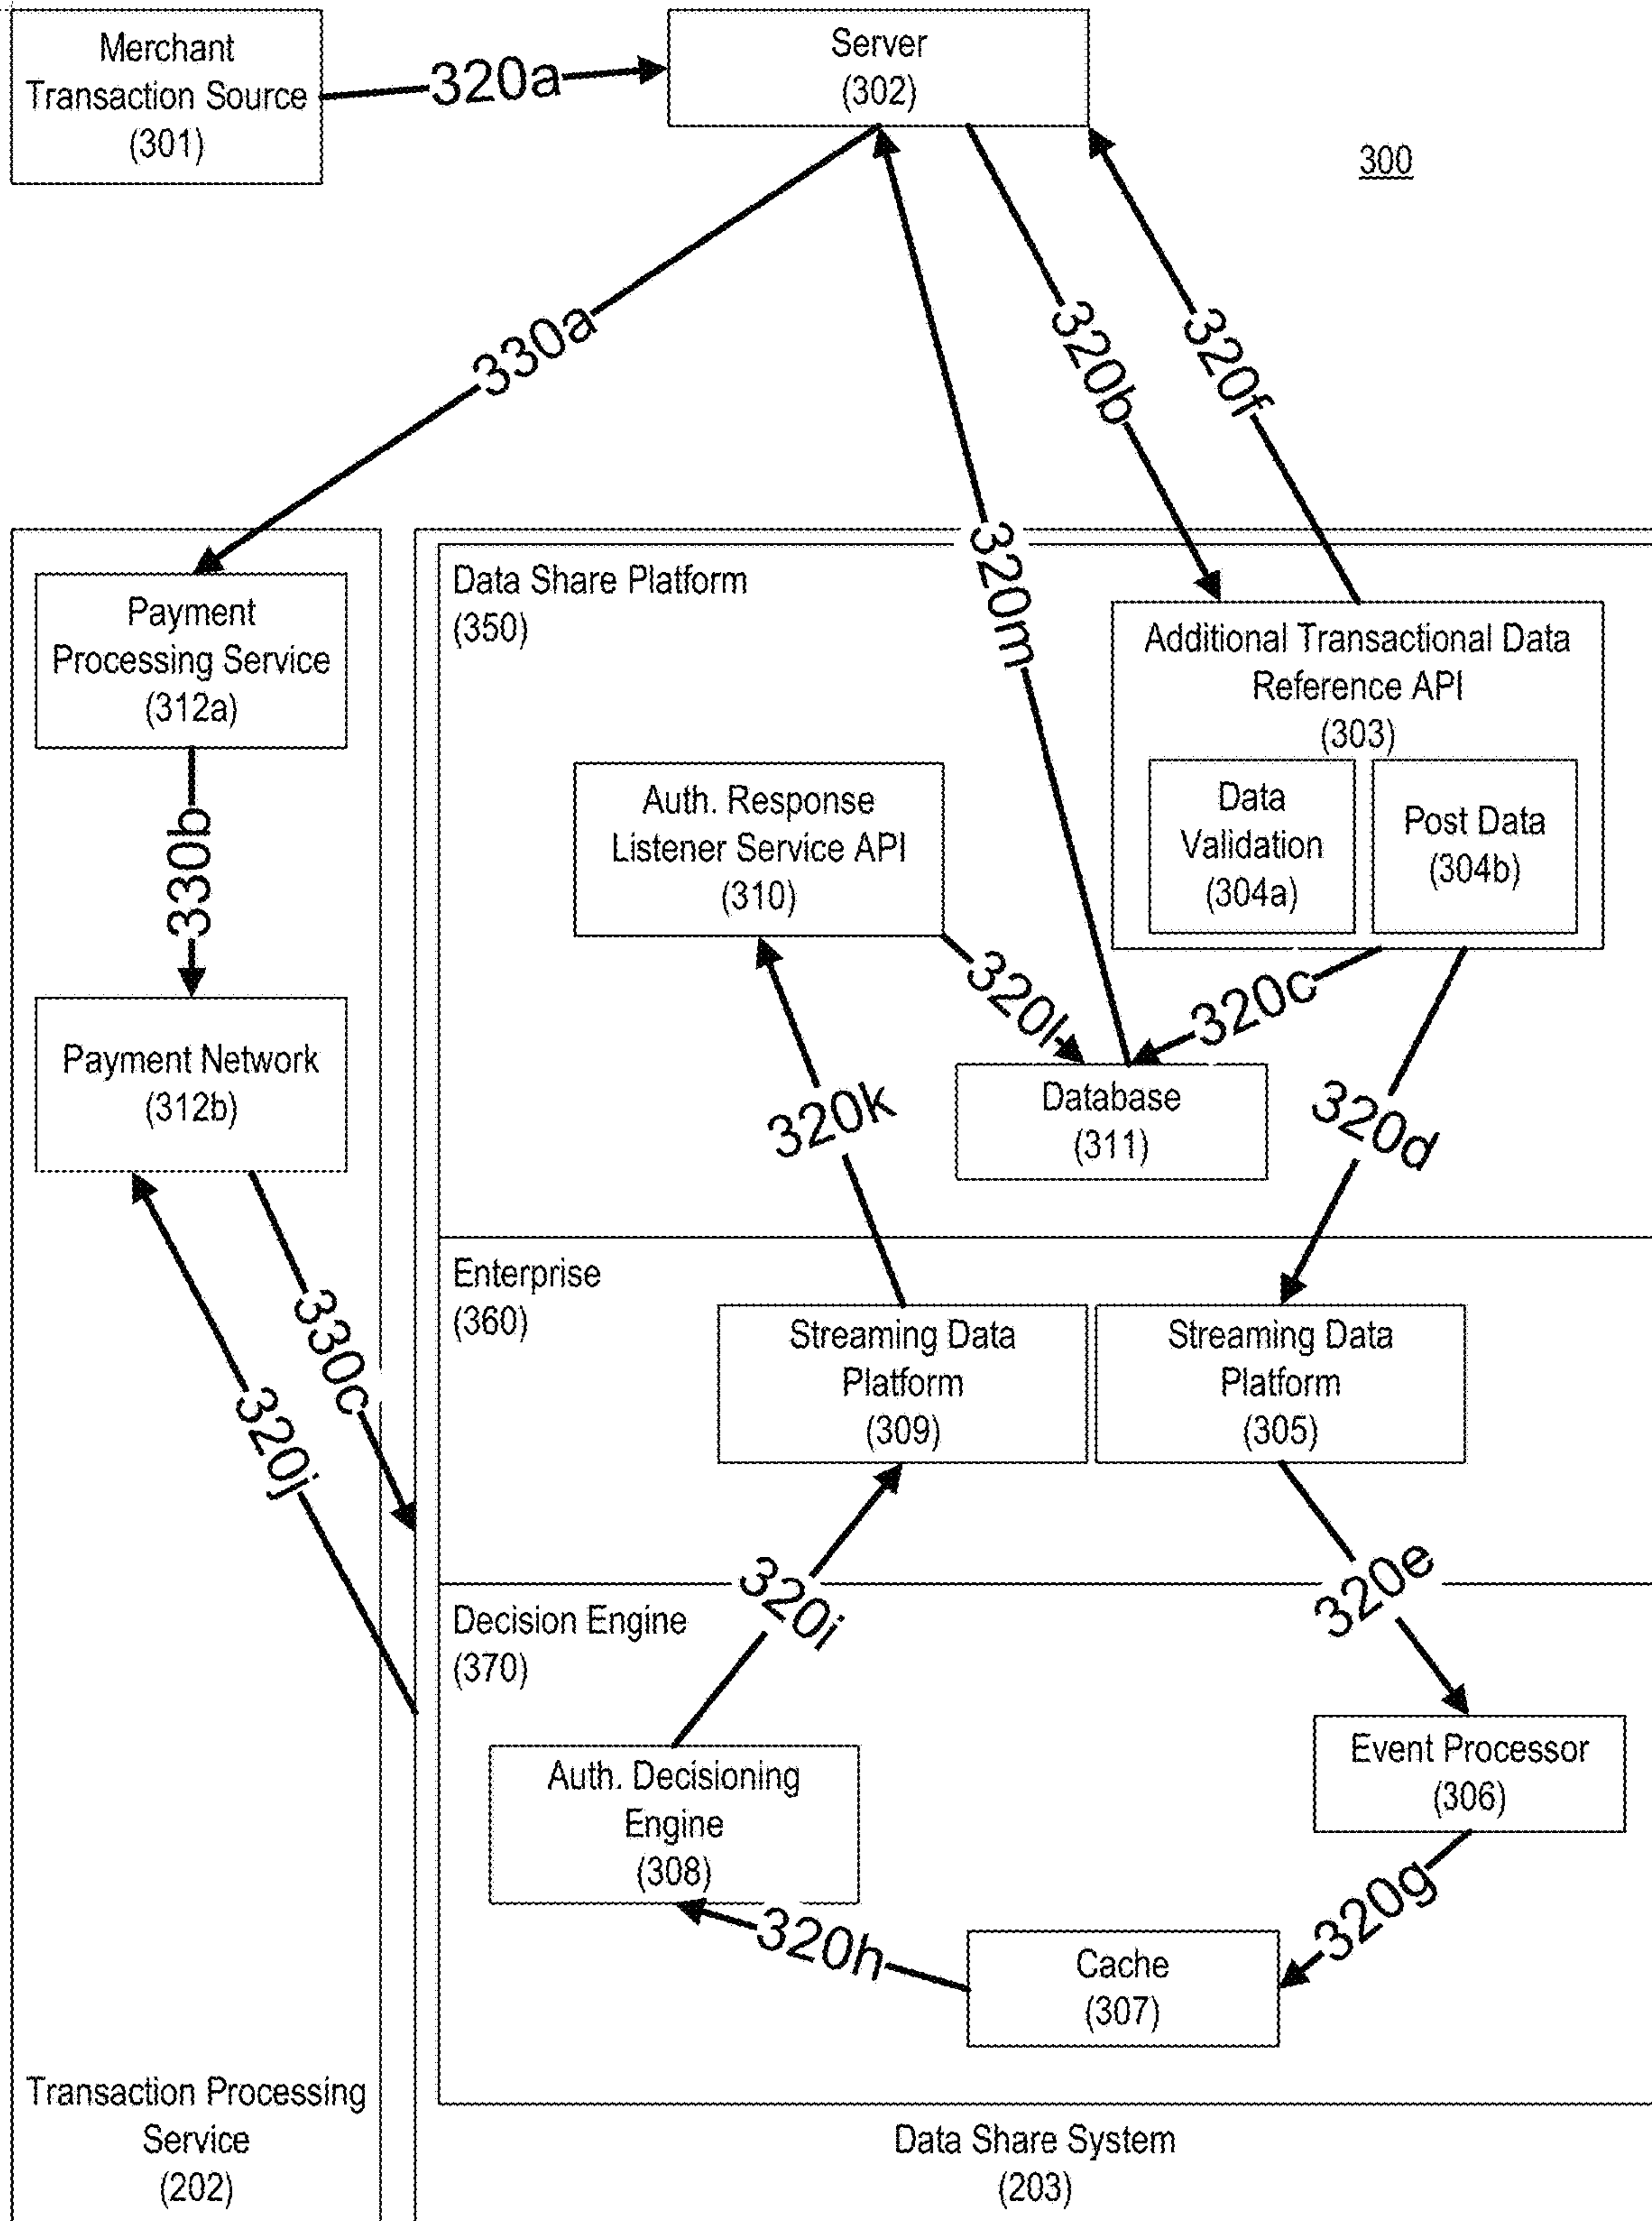 Merchant
Transaction Source
(301)
320a
Server
(302)
300
330a
320b
320f
320m
Payment
Processing Service
(312a)
330b
Payment Network
(312b)
330c
320j
Transaction Processing
Service
(202)
Data Share Platform
(350)
Additional Transactional Data
Reference API
(303)
Data
Validation
(304a)
Post Data
(304b)
Auth. Response
Listener Service API
(310)
320l
320c
Database
(311)
320k
320d
Enterprise
(360)
Streaming Data
Platform
(309)
Streaming Data
Platform
(305)
320i
320e
Decision Engine
(370)
Auth. Decisioning
Engine
(308)
Event Processor
(306)
320h
320g
Cache
(307)
Data Share System
(203)